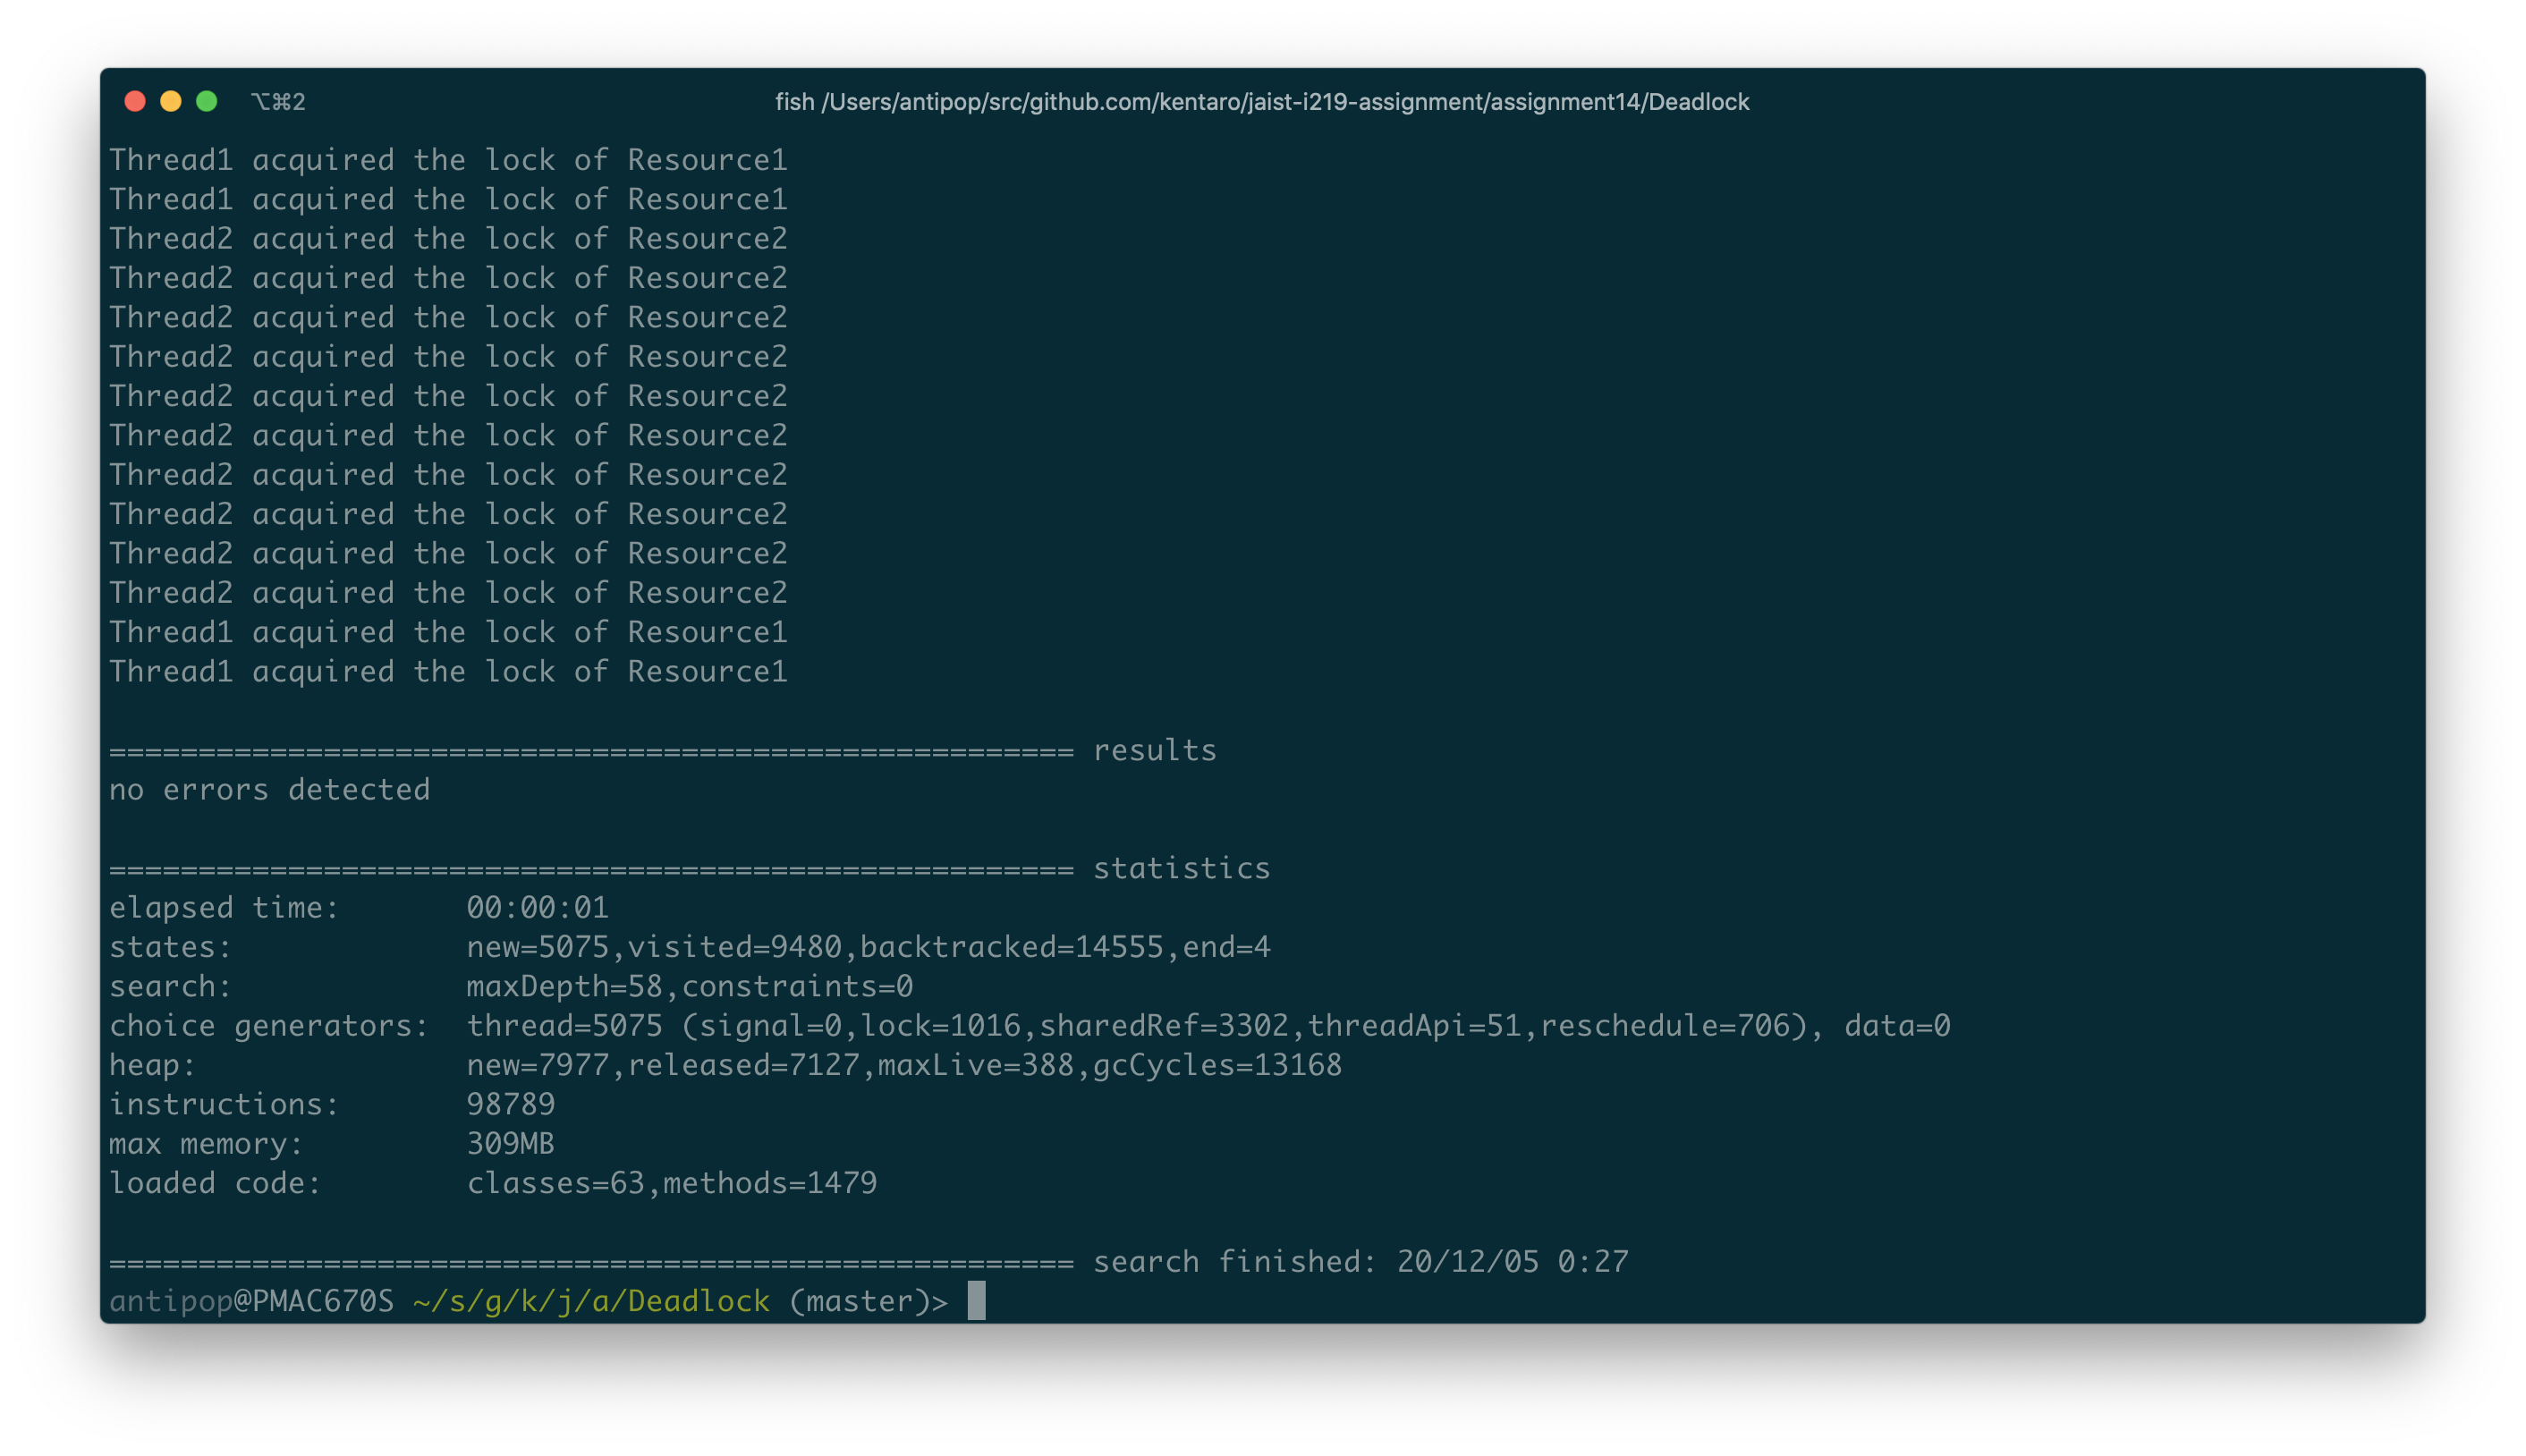 ⌥⌘2
fish /Users/antipop/src/github.com/kentaro/jaist-i219-assignment/assignment14/Deadlock
Thread1 acquired the lock of Resource1
Thread1 acquired the lock of Resource1
Thread2 acquired the lock of Resource2
Thread2 acquired the lock of Resource2
Thread2 acquired the lock of Resource2
Thread2 acquired the lock of Resource2
Thread2 acquired the lock of Resource2
Thread2 acquired the lock of Resource2
Thread2 acquired the lock of Resource2
Thread2 acquired the lock of Resource2
Thread2 acquired the lock of Resource2
Thread2 acquired the lock of Resource2
Thread1 acquired the lock of Resource1
Thread1 acquired the lock of Resource1
====================================================== results
no errors detected
====================================================== statistics
elapsed time:       00:00:01
states:             new=5075,visited=9480,backtracked=14555,end=4
search:             maxDepth=58,constraints=0
choice generators:  thread=5075 (signal=0,lock=1016,sharedRef=3302,threadApi=51,reschedule=706), data=0
heap:               new=7977,released=7127,maxLive=388,gcCycles=13168
instructions:       98789
max memory:         309MB
loaded code:        classes=63,methods=1479
====================================================== search finished: 20/12/05 0:27
antipop@PMAC670S ~/s/g/k/j/a/Deadlock (master)>